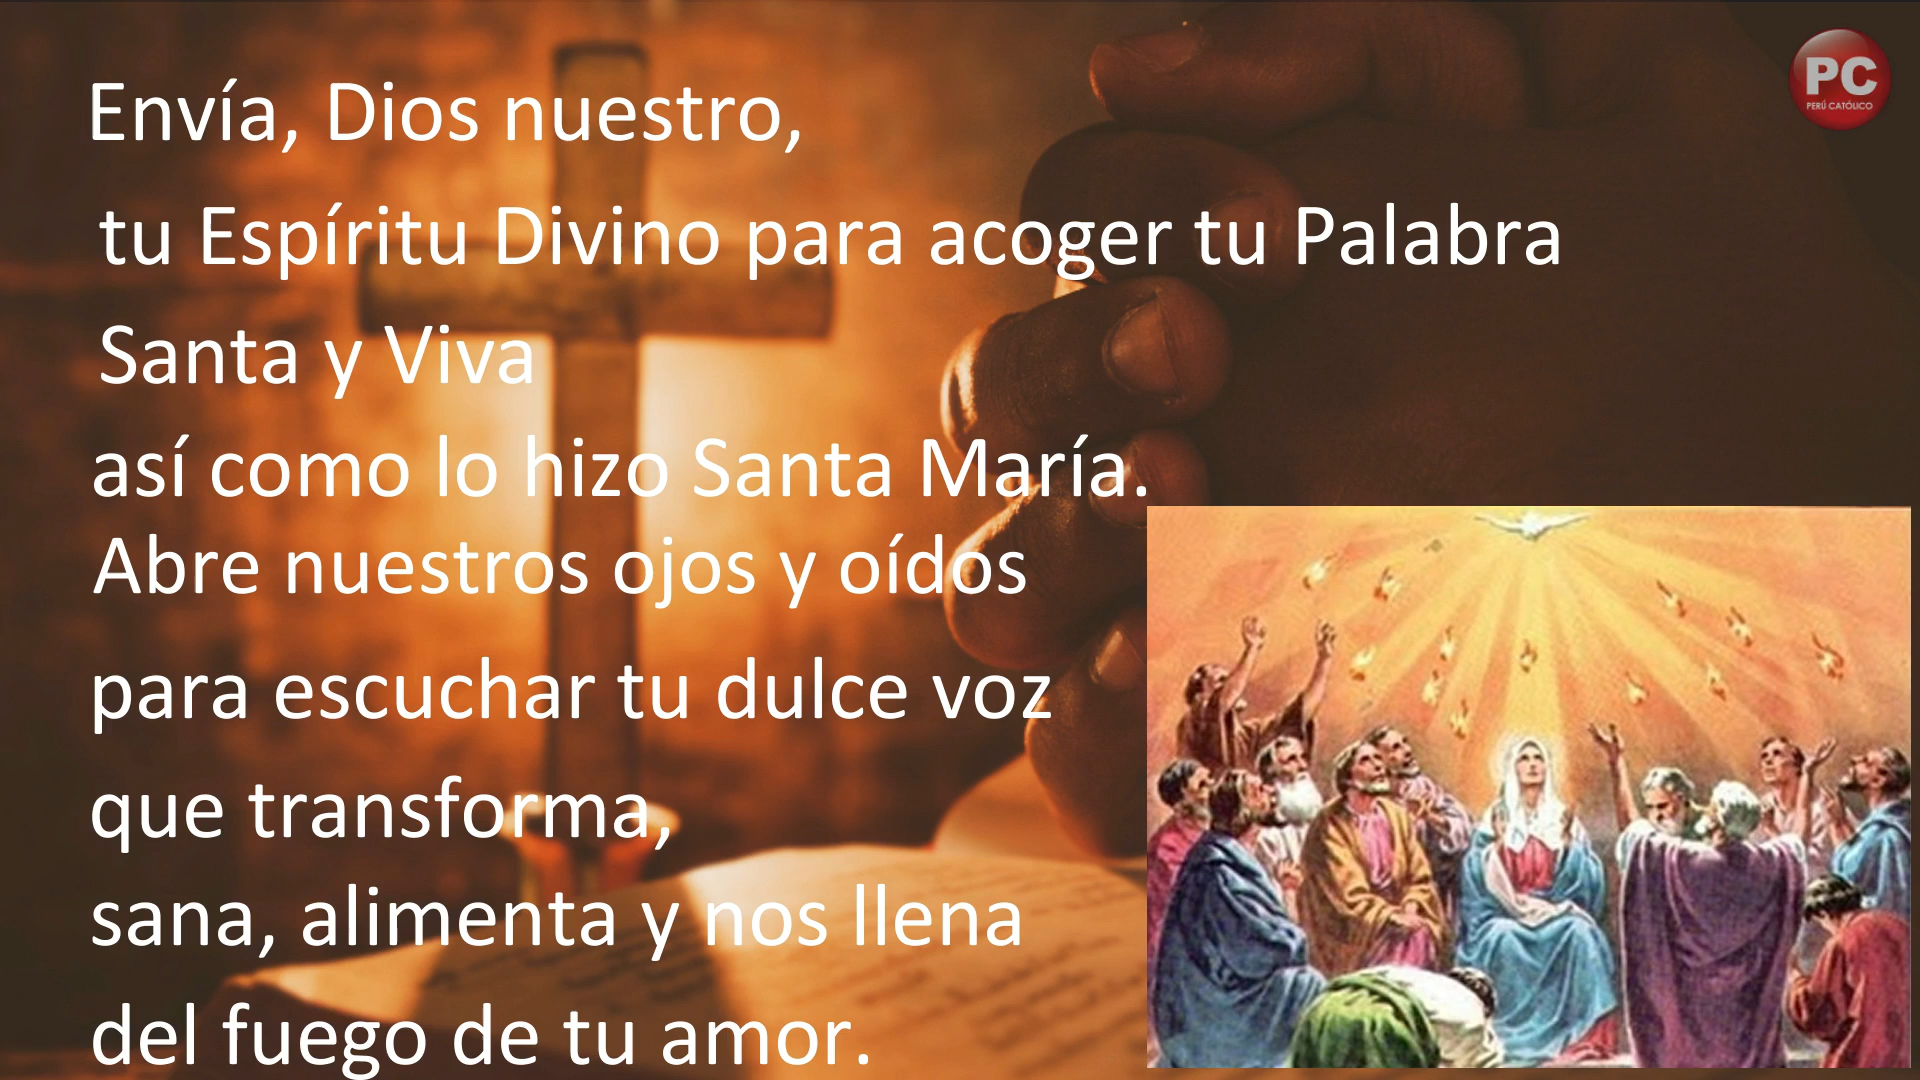 Envía, Dios nuestro,
tu Espíritu Divino para acoger tu Palabra
Santa y Viva
así como lo hizo Santa María.
Abre nuestros ojos y oídos
para escuchar tu dulce voz
que transforma,
sana, alimenta y nos llena
del fuego de tu amor.
PC
PERÚ CATÓLICO